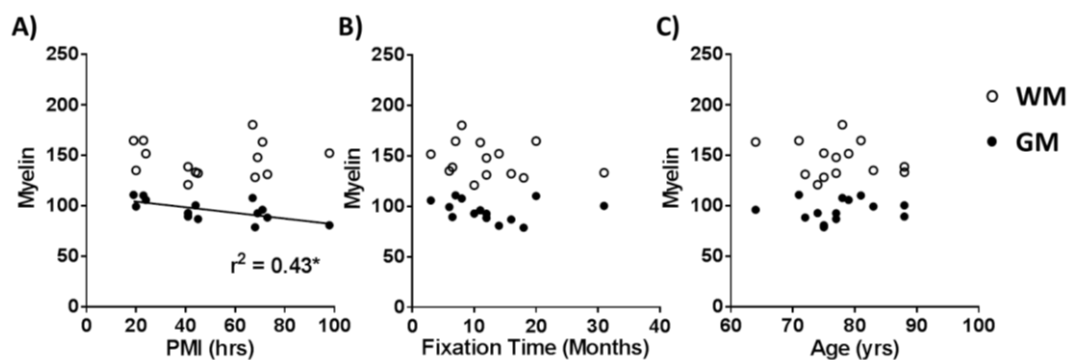 A)
250
200
150
100
50
0
Myelin
0 20 40 60 80 100
PMI (hrs)
r² = 0.43*
B)
250
200
150
100
50
0
Myelin
0 10 20 30 40
Fixation Time (Months)
C)
250
200
150
100
50
0
Myelin
60 70 80 90 100
Age (yrs)
WM
GM